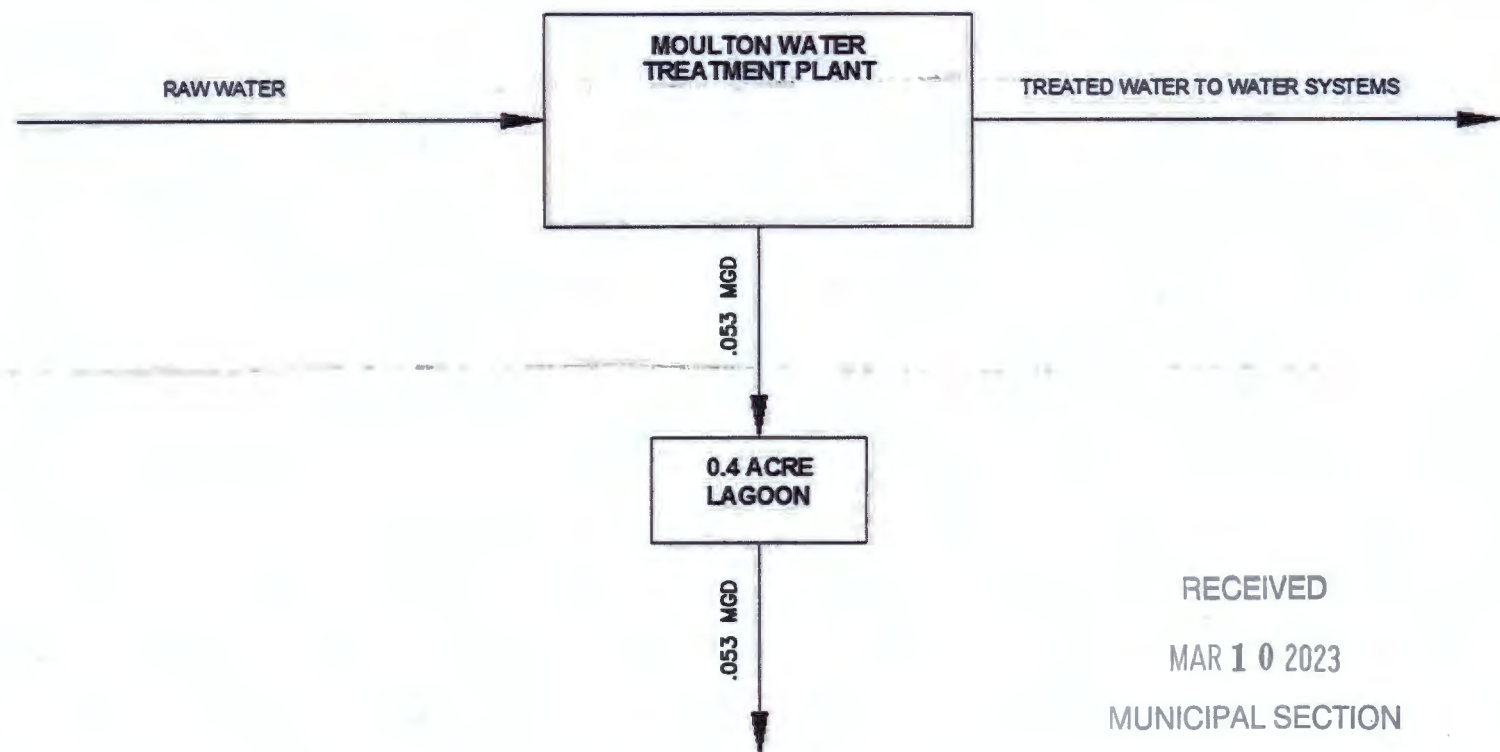 MOULTON WATER
TREATMENT PLANT
RAW WATER
TREATED WATER TO WATER SYSTEMS
.053 MGD
0.4 ACRE
LAGOON
.053 MGD
RECEIVED
MAR 10 2023
MUNICIPAL SECTION